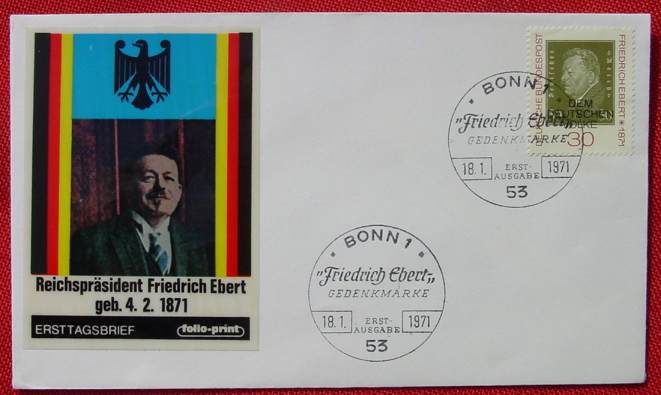 Reichspräsident Friedrich Ebert
geb. 4. 2. 1871
ERSTTAGSBRIEF
folio-print
DEUTSCHE BUNDESPOST
FRIEDRICH EBERT * 1871
30
BONN 1
"Friedrich Ebert"
GEDENKMARKE
18.1.
ERST-
AUSGABE
1971
53
DEM
DEUTSCHEN
VOLKE
BONN 1
"Friedrich Ebert"
GEDENKMARKE
18.1.
ERST-
AUSGABE
1971
53